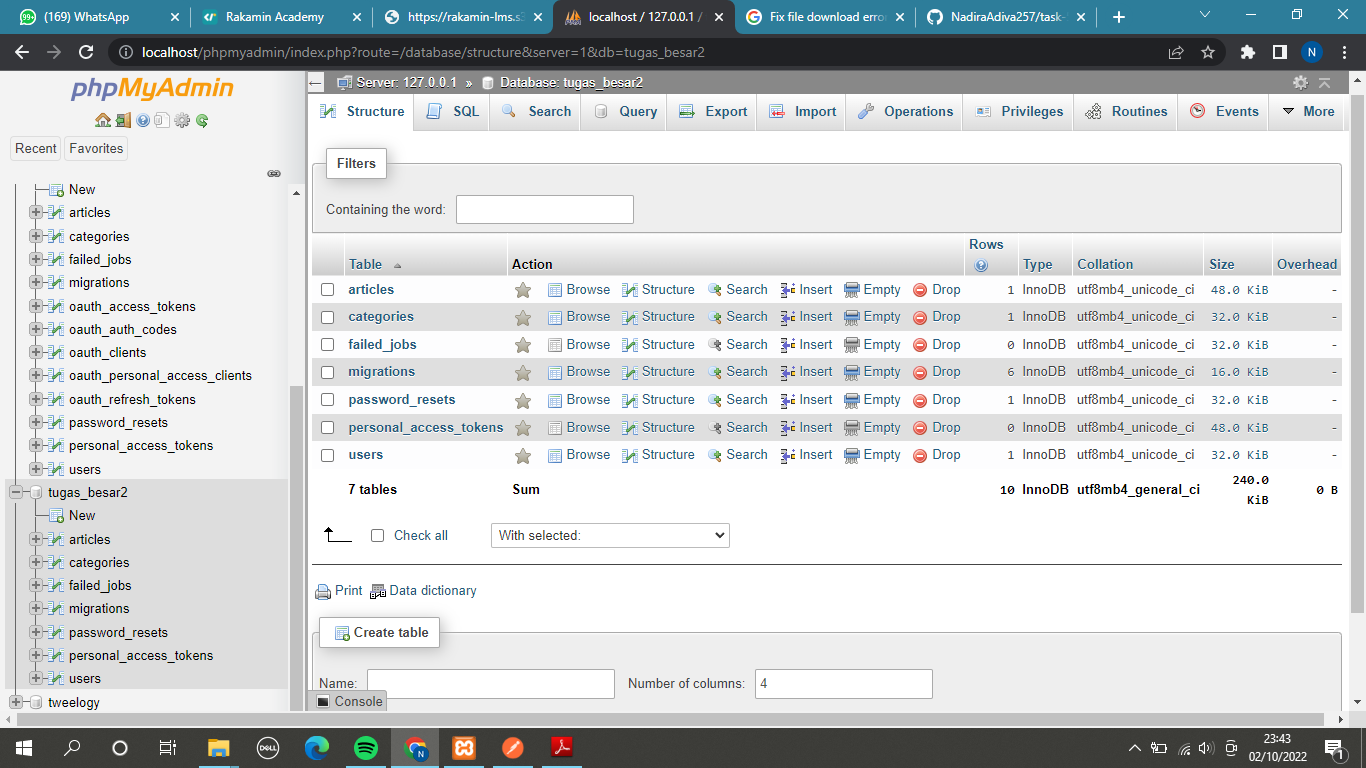 (169) WhatsApp
Rakamin Academy
https://rakamin-lms.s3
localhost / 127.0.0.1 /
Fix file download erro
NadiraAdiva257/task-
localhost/phpmyadmin/index.php?route=/database/structure&server=1&db=tugas_besar2
N
phpMyAdmin
Recent
Favorites
New
articles
categories
failed_jobs
migrations
oauth_access_tokens
oauth_auth_codes
oauth_clients
oauth_personal_access_clients
oauth_refresh_tokens
password_resets
personal_access_tokens
users
tugas_besar2
New
articles
categories
failed_jobs
migrations
password_resets
personal_access_tokens
users
tweelogy
Server: 127.0.0.1 » Database: tugas_besar2
Structure SQL Search Query Export Import Operations Privileges Routines Events More
Filters
Containing the word:
Table Action Rows Type Collation Size Overhead
articles Browse Structure Search Insert Empty Drop 1 InnoDB utf8mb4_unicode_ci 48.0 KiB -
categories Browse Structure Search Insert Empty Drop 1 InnoDB utf8mb4_unicode_ci 32.0 KiB -
failed_jobs Browse Structure Search Insert Empty Drop 0 InnoDB utf8mb4_unicode_ci 32.0 KiB -
migrations Browse Structure Search Insert Empty Drop 6 InnoDB utf8mb4_unicode_ci 16.0 KiB -
password_resets Browse Structure Search Insert Empty Drop 1 InnoDB utf8mb4_unicode_ci 32.0 KiB -
personal_access_tokens Browse Structure Search Insert Empty Drop 0 InnoDB utf8mb4_unicode_ci 48.0 KiB -
users Browse Structure Search Insert Empty Drop 1 InnoDB utf8mb4_unicode_ci 32.0 KiB -
7 tables Sum 10 InnoDB utf8mb4_general_ci 240.0 KiB 0 B
Check all With selected:
Print Data dictionary
Create table
Name: Number of columns: 4
Console
DELL
N
23:43
02/10/2022
1